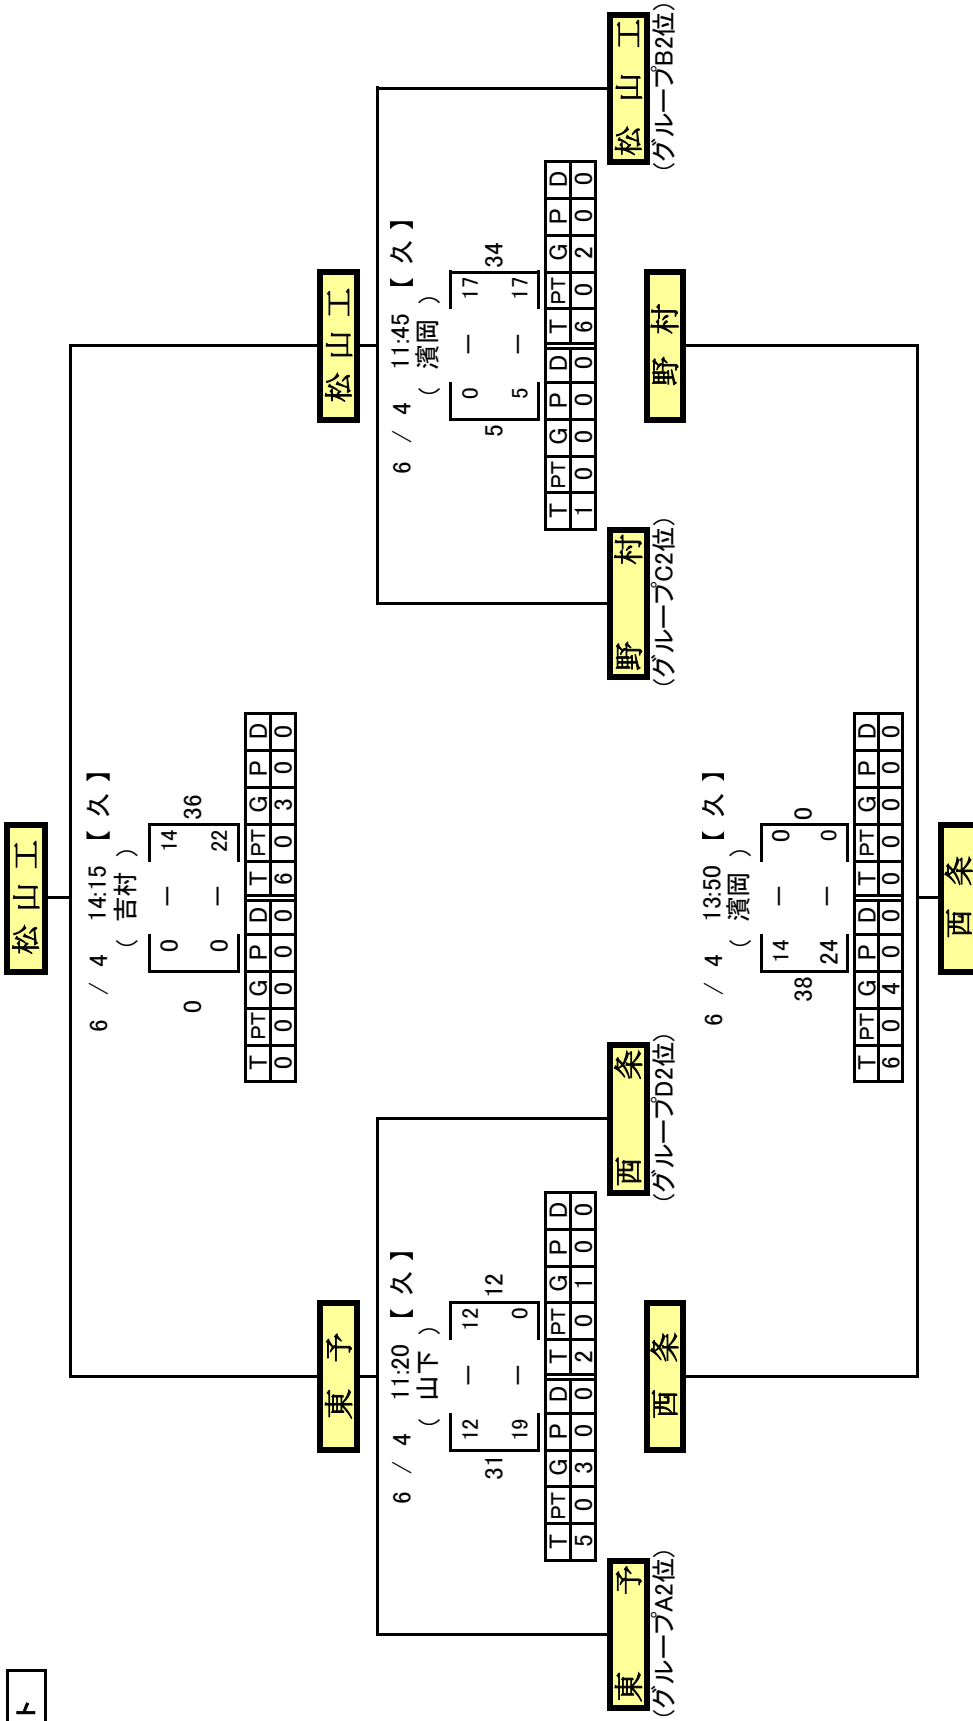 ト
松 山 工
6 / 4 14:15 【 久 】
( 吉村 )
0 0 － 14 36
0 － 22
T PT G P D T PT G P D
0 0 0 0 0 6 0 3 0 0
東 予
松 山 工
6 / 4 11:20 【 久 】
( 山下 )
31 12 － 12 12
19 － 0
T PT G P D T PT G P D
5 0 3 0 0 2 0 1 0 0
6 / 4 11:45 【 久 】
( 濱岡 )
5 0 － 17 34
5 － 17
T PT G P D T PT G P D
1 0 0 0 0 6 0 2 0 0
東 予
(グループA2位)
西 条
(グループD2位)
野 村
(グループC2位)
松 山 工
(グループB2位)
西 条
野 村
6 / 4 13:50 【 久 】
( 濱岡 )
38 14 － 0 0
24 － 0
T PT G P D T PT G P D
6 0 4 0 0 0 0 0 0 0
西 条